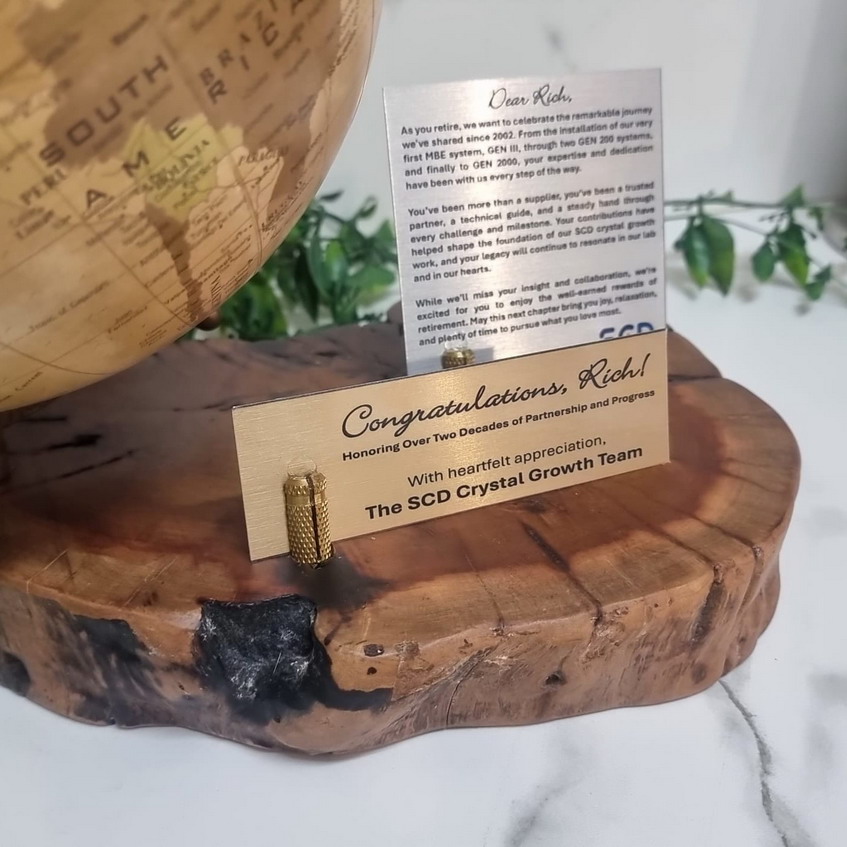 SOUTH
AMERICA
BRAZI
PERU
BOLIVIA
Dear Rich,
As you retire, we want to celebrate the remarkable journey
we've shared since 2002. From the installation of our very
first MBE system, GEN III, through two GEN 200 systems,
and finally to GEN 2000, your expertise and dedication
have been with us every step of the way.
You've been more than a supplier, you've been a trusted
partner, a technical guide, and a steady hand through
every challenge and milestone. Your contributions have
helped shape the foundation of our SCD crystal growth
work, and your legacy will continue to resonate in our lab
and in our hearts.
While we'll miss your insight and collaboration, we're
excited for you to enjoy the well-earned rewards of
retirement. May this next chapter bring you joy, relaxation,
and plenty of time to pursue what you love most.
SCD
Congratulations, Rich!
Honoring Over Two Decades of Partnership and Progress
With heartfelt appreciation,
The SCD Crystal Growth Team